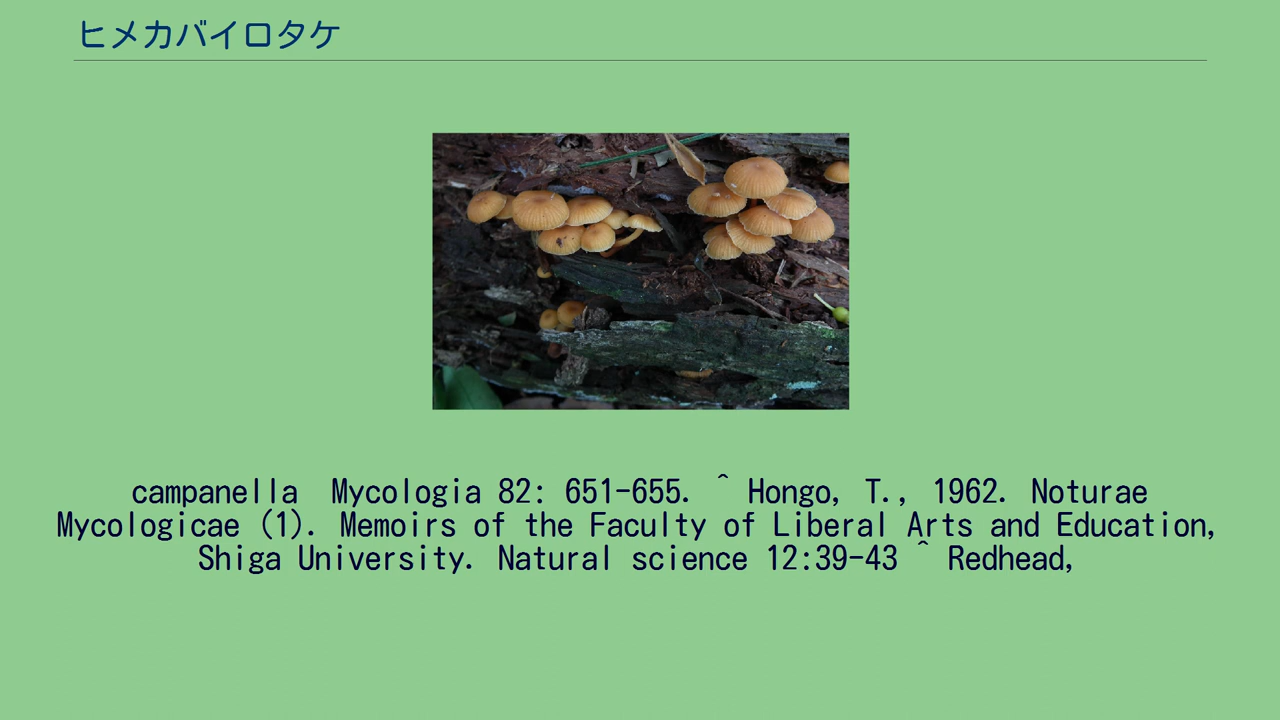 ヒメカバイロタケ
campanella　Mycologia 82: 651-655. ^ Hongo, T., 1962. Noturae
Mycologicae (1). Memoirs of the Faculty of Liberal Arts and Education,
Shiga University. Natural science 12:39-43 ^ Redhead,